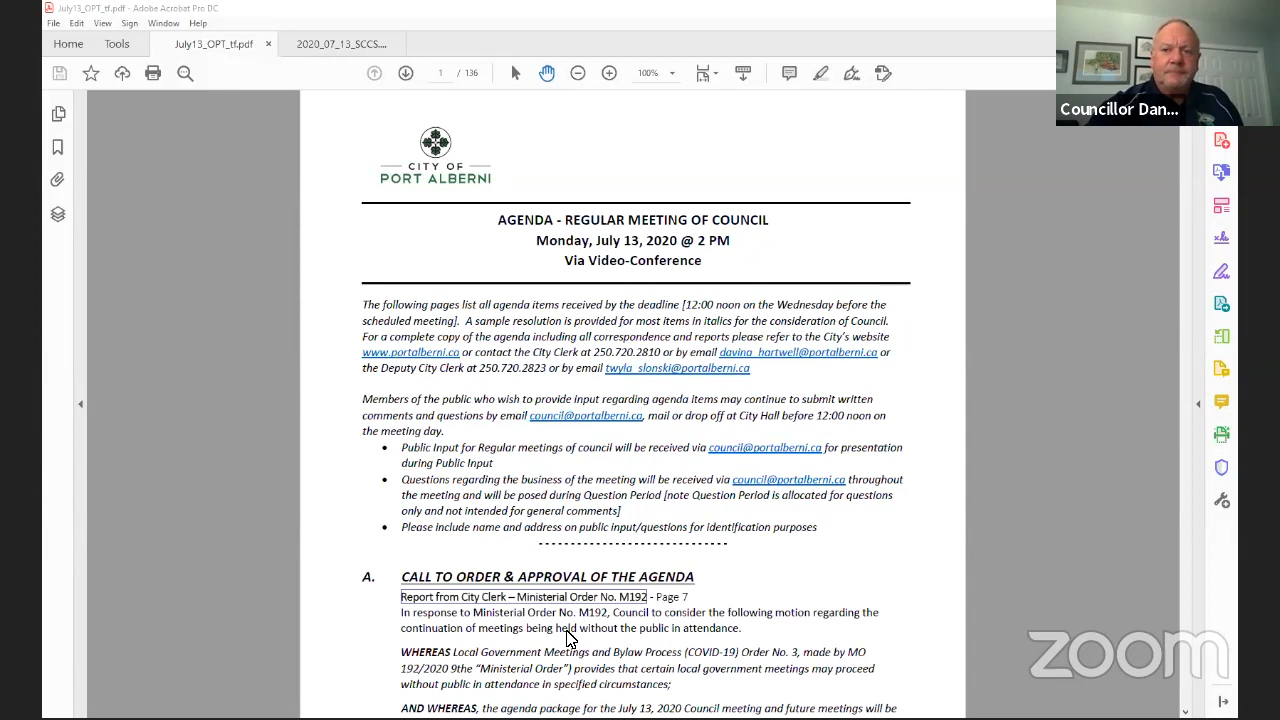 July13_OPT_tf.pdf - Adobe Acrobat Pro DC
File Edit View Sign Window Help
Home Tools July13_OPT_tf.pdf × 2020_07_13_SCCS....
1 / 136 100%
Councillor Dan...
CITY OF
PORT ALBERNI
AGENDA - REGULAR MEETING OF COUNCIL
Monday, July 13, 2020 @ 2 PM
Via Video-Conference
The following pages list all agenda items received by the deadline [12:00 noon on the Wednesday before the
scheduled meeting]. A sample resolution is provided for most items in italics for the consideration of Council.
For a complete copy of the agenda including all correspondence and reports please refer to the City's website
www.portalberni.ca or contact the City Clerk at 250.720.2810 or by email davina_hartwell@portalberni.ca or
the Deputy City Clerk at 250.720.2823 or by email twyla_slonski@portalberni.ca
Members of the public who wish to provide input regarding agenda items may continue to submit written
comments and questions by email council@portalberni.ca, mail or drop off at City Hall before 12:00 noon on
the meeting day.
• Public Input for Regular meetings of council will be received via council@portalberni.ca for presentation
during Public Input
• Questions regarding the business of the meeting will be received via council@portalberni.ca throughout
the meeting and will be posed during Question Period [note Question Period is allocated for questions
only and not intended for general comments]
• Please include name and address on public input/questions for identification purposes
- - - - - - - - - - - - - - - - - - - - - - - - - - - -
A. CALL TO ORDER & APPROVAL OF THE AGENDA
Report from City Clerk – Ministerial Order No. M192 - Page 7
In response to Ministerial Order No. M192, Council to consider the following motion regarding the
continuation of meetings being held without the public in attendance.
WHEREAS Local Government Meetings and Bylaw Process (COVID-19) Order No. 3, made by MO
192/2020 9the “Ministerial Order”) provides that certain local government meetings may proceed
without public in attendance in specified circumstances;
AND WHEREAS, the agenda package for the July 13, 2020 Council meeting and future meetings will be
zoom